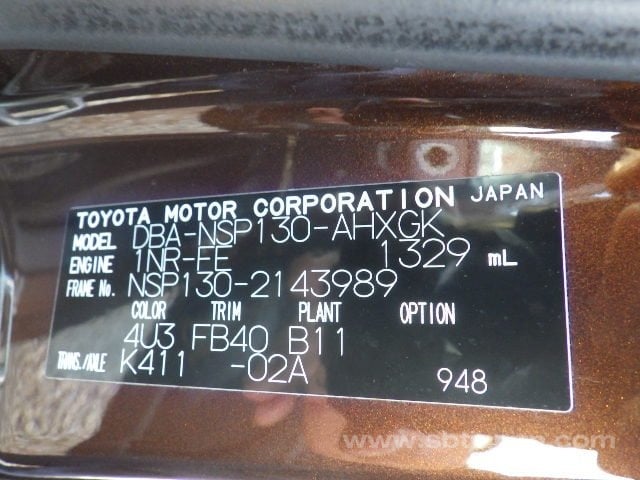 TOYOTA MOTOR CORPORATION JAPAN
MODEL DBA-NSP130-AHXGK
ENGINE 1NR-EE 1329 mL
FRAME No. NSP130-2143989
COLOR TRIM PLANT OPTION
4U3 FB40 B11
TRANS./AXLE K411 -02A 948